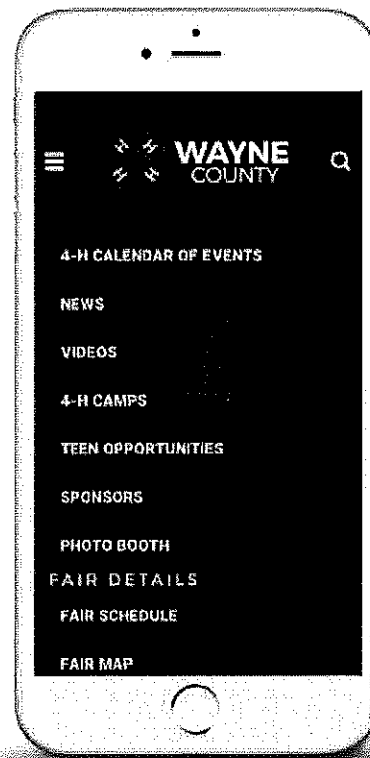 WAYNE
COUNTY
4-H CALENDAR OF EVENTS
NEWS
VIDEOS
4-H CAMPS
TEEN OPPORTUNITIES
SPONSORS
PHOTO BOOTH
FAIR DETAILS
FAIR SCHEDULE
FAIR MAP